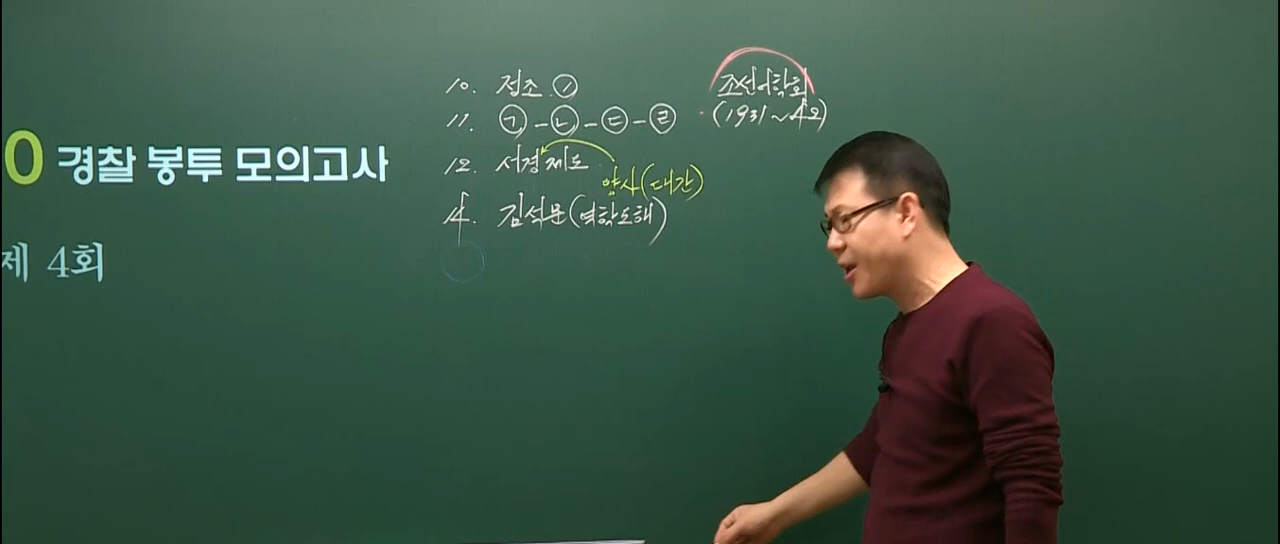 0 경찰 봉투 모의고사
제 4회
10. 정조. ㉠
11. ㉠-㉡-㉢-㉣
12. 서경제도
양사(대간)
14. 김석문(역학도해)
조선어학회
(1931~42)